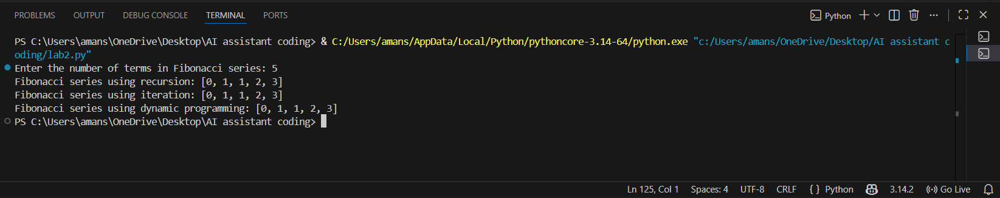 PROBLEMS OUTPUT DEBUG CONSOLE TERMINAL PORTS Python
PS C:\Users\amans\OneDrive\Desktop\AI assistant coding> & C:/Users/amans/AppData/Local/Python/pythoncore-3.14-64/python.exe "c:/Users/amans/OneDrive/Desktop/AI assistant c
oding/lab2.py"
Enter the number of terms in Fibonacci series: 5
Fibonacci series using recursion: [0, 1, 1, 2, 3]
Fibonacci series using iteration: [0, 1, 1, 2, 3]
Fibonacci series using dynamic programming: [0, 1, 1, 2, 3]
PS C:\Users\amans\OneDrive\Desktop\AI assistant coding>
Ln 125, Col 1 Spaces: 4 UTF-8 CRLF { } Python 3.14.2 Go Live